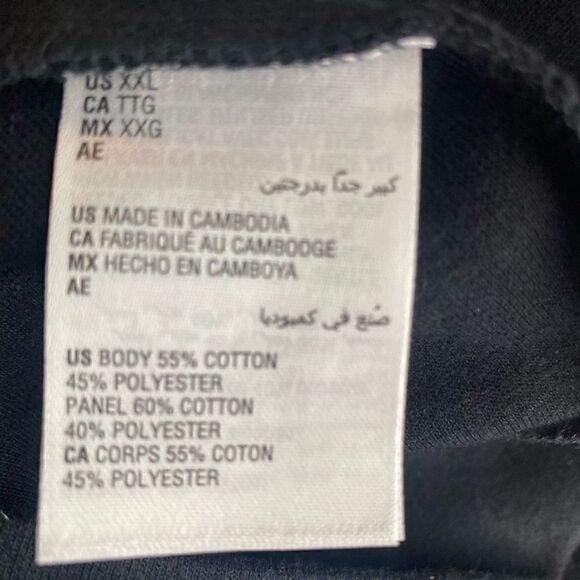 US XXL
CA TTG
MX XXG
AE
كبير جداً بدرجتين
US MADE IN CAMBODIA
CA FABRIQUÉ AU CAMBODGE
MX HECHO EN CAMBOYA
AE
صُنع في كمبوديا
US BODY 55% COTTON
45% POLYESTER
PANEL 60% COTTON
40% POLYESTER
CA CORPS 55% COTON
45% POLYESTER